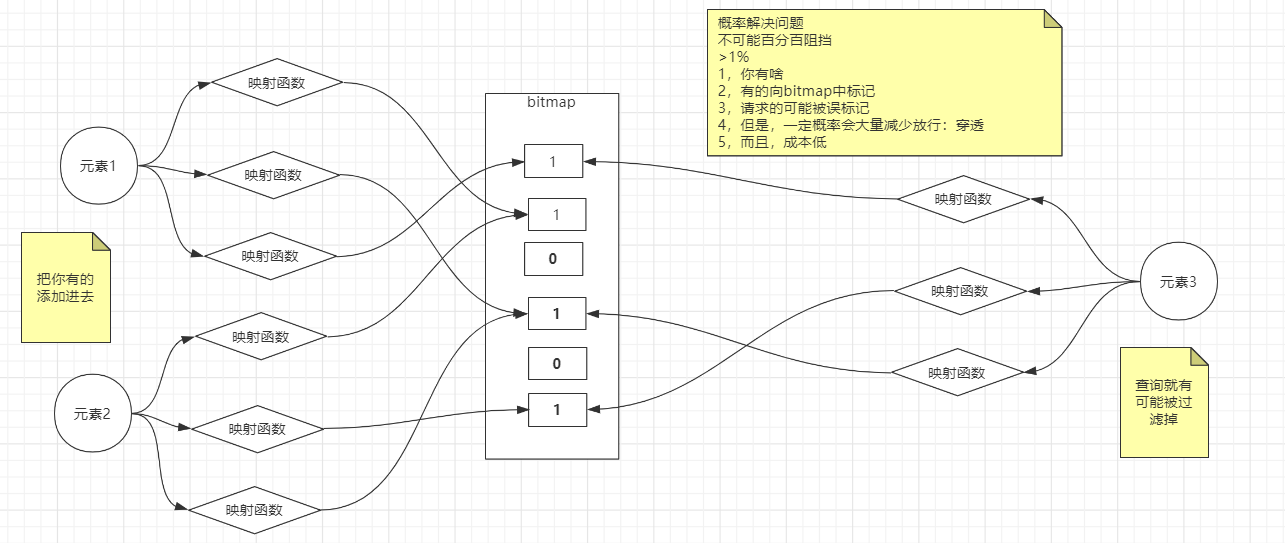 概率解决问题
不可能百分百阻挡
>1%
1，你有啥
2，有的向bitmap中标记
3，请求的可能被误标记
4，但是，一定概率会大量减少放行：穿透
5，而且，成本低
bitmap
映射函数
映射函数
映射函数
映射函数
映射函数
映射函数
元素1
元素2
把你有的
添加进去
1
1
0
1
0
1
映射函数
映射函数
映射函数
元素3
查询就有
可能被过
滤掉